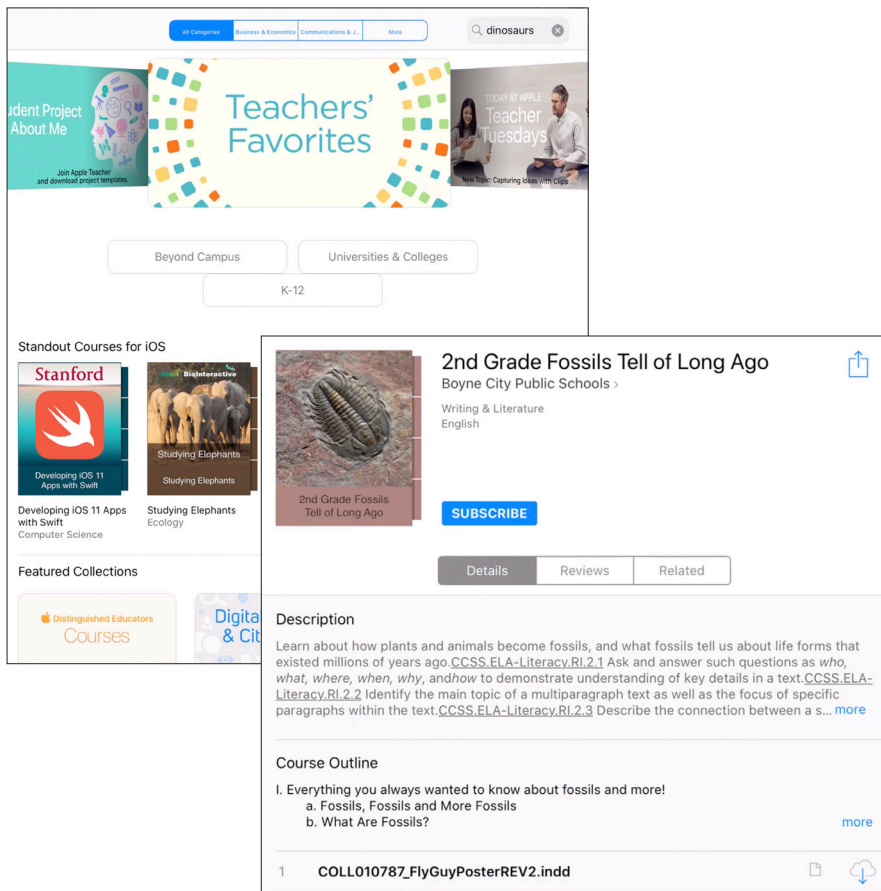 All Categories
Business & Economics
Communications & J...
More
dinosaurs
udent Project
About Me
Join Apple Teacher
and download project templates.
Teachers'
Favorites
TODAY AT APPLE
Teacher
Tuesdays
New Topic: Capturing Ideas with Clips
Beyond Campus
Universities & Colleges
K-12
Standout Courses for iOS
Stanford
Developing iOS 11
Apps with Swift
Developing iOS 11 Apps
with Swift
Computer Science
BioInteractive
Studying Elephants
Studying Elephants
Studying Elephants
Ecology
Featured Collections
Distinguished Educators
Courses
Digita
& Cit
2nd Grade Fossils
Tell of Long Ago
2nd Grade Fossils Tell of Long Ago
Boyne City Public Schools >
Writing & Literature
English
SUBSCRIBE
Details
Reviews
Related
Description
Learn about how plants and animals become fossils, and what fossils tell us about life forms that
existed millions of years ago.CCSS.ELA-Literacy.RI.2.1 Ask and answer such questions as who,
what, where, when, why, andhow to demonstrate understanding of key details in a text.CCSS.ELA-
Literacy.RI.2.2 Identify the main topic of a multiparagraph text as well as the focus of specific
paragraphs within the text.CCSS.ELA-Literacy.RI.2.3 Describe the connection between a s... more
Course Outline
I. Everything you always wanted to know about fossils and more!
a. Fossils, Fossils and More Fossils
b. What Are Fossils?
more
1 COLL010787_FlyGuyPosterREV2.indd